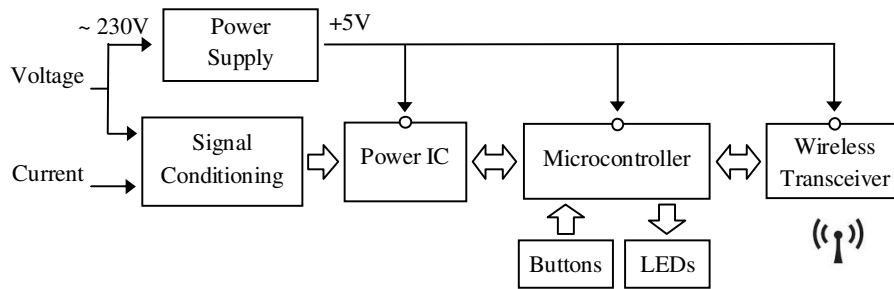 ~ 230V
Power
Supply
+5V
Voltage
Signal
Conditioning
Power IC
Microcontroller
Wireless
Transceiver
Current
Buttons
LEDs